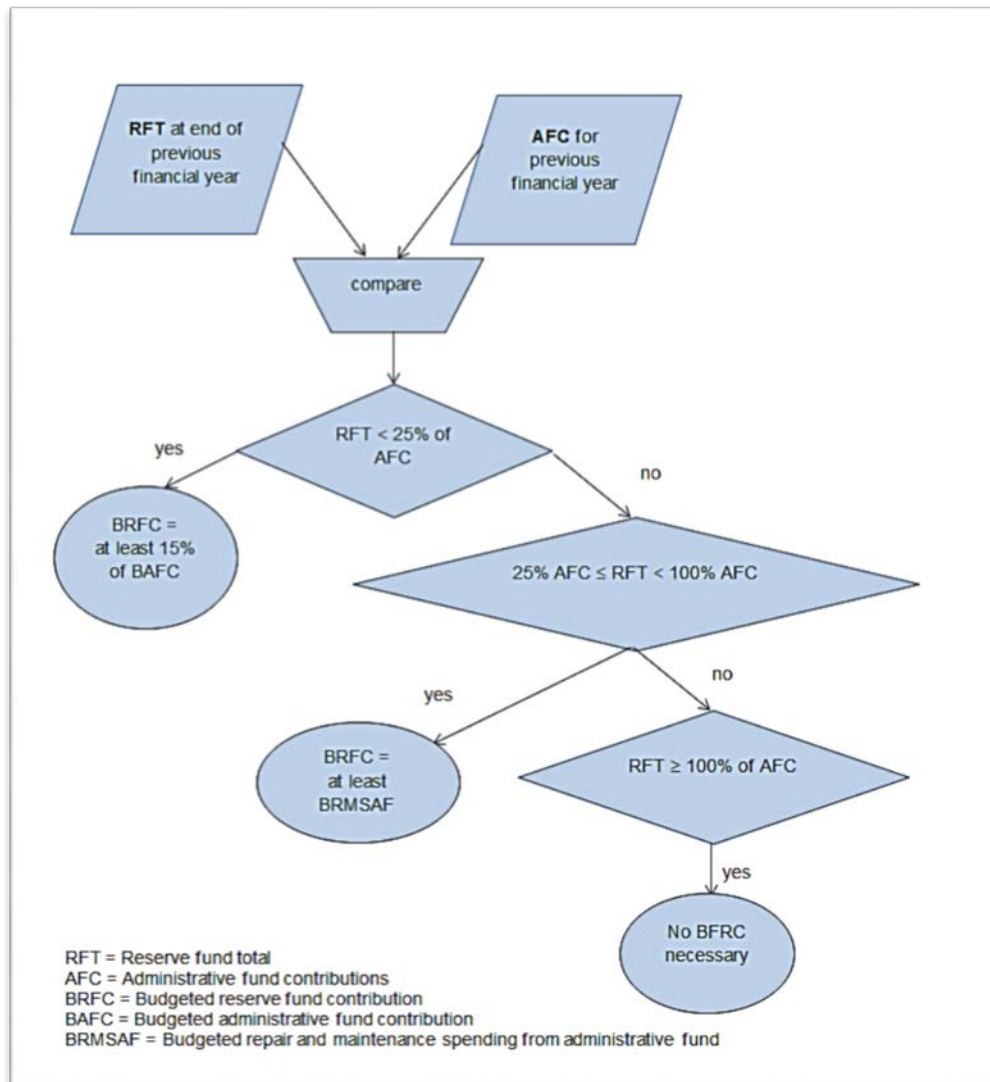 RFT at end of
previous
financial year
AFC for
previous
financial year
compare
RFT < 25% of
AFC
yes
no
BRFC =
at least 15%
of BAFC
25% AFC ≤ RFT < 100% AFC
yes
no
BRFC =
at least
BRMSAF
RFT ≥ 100% of AFC
yes
No BFRC
necessary
RFT = Reserve fund total
AFC = Administrative fund contributions
BRFC = Budgeted reserve fund contribution
BAFC = Budgeted administrative fund contribution
BRMSAF = Budgeted repair and maintenance spending from administrative fund